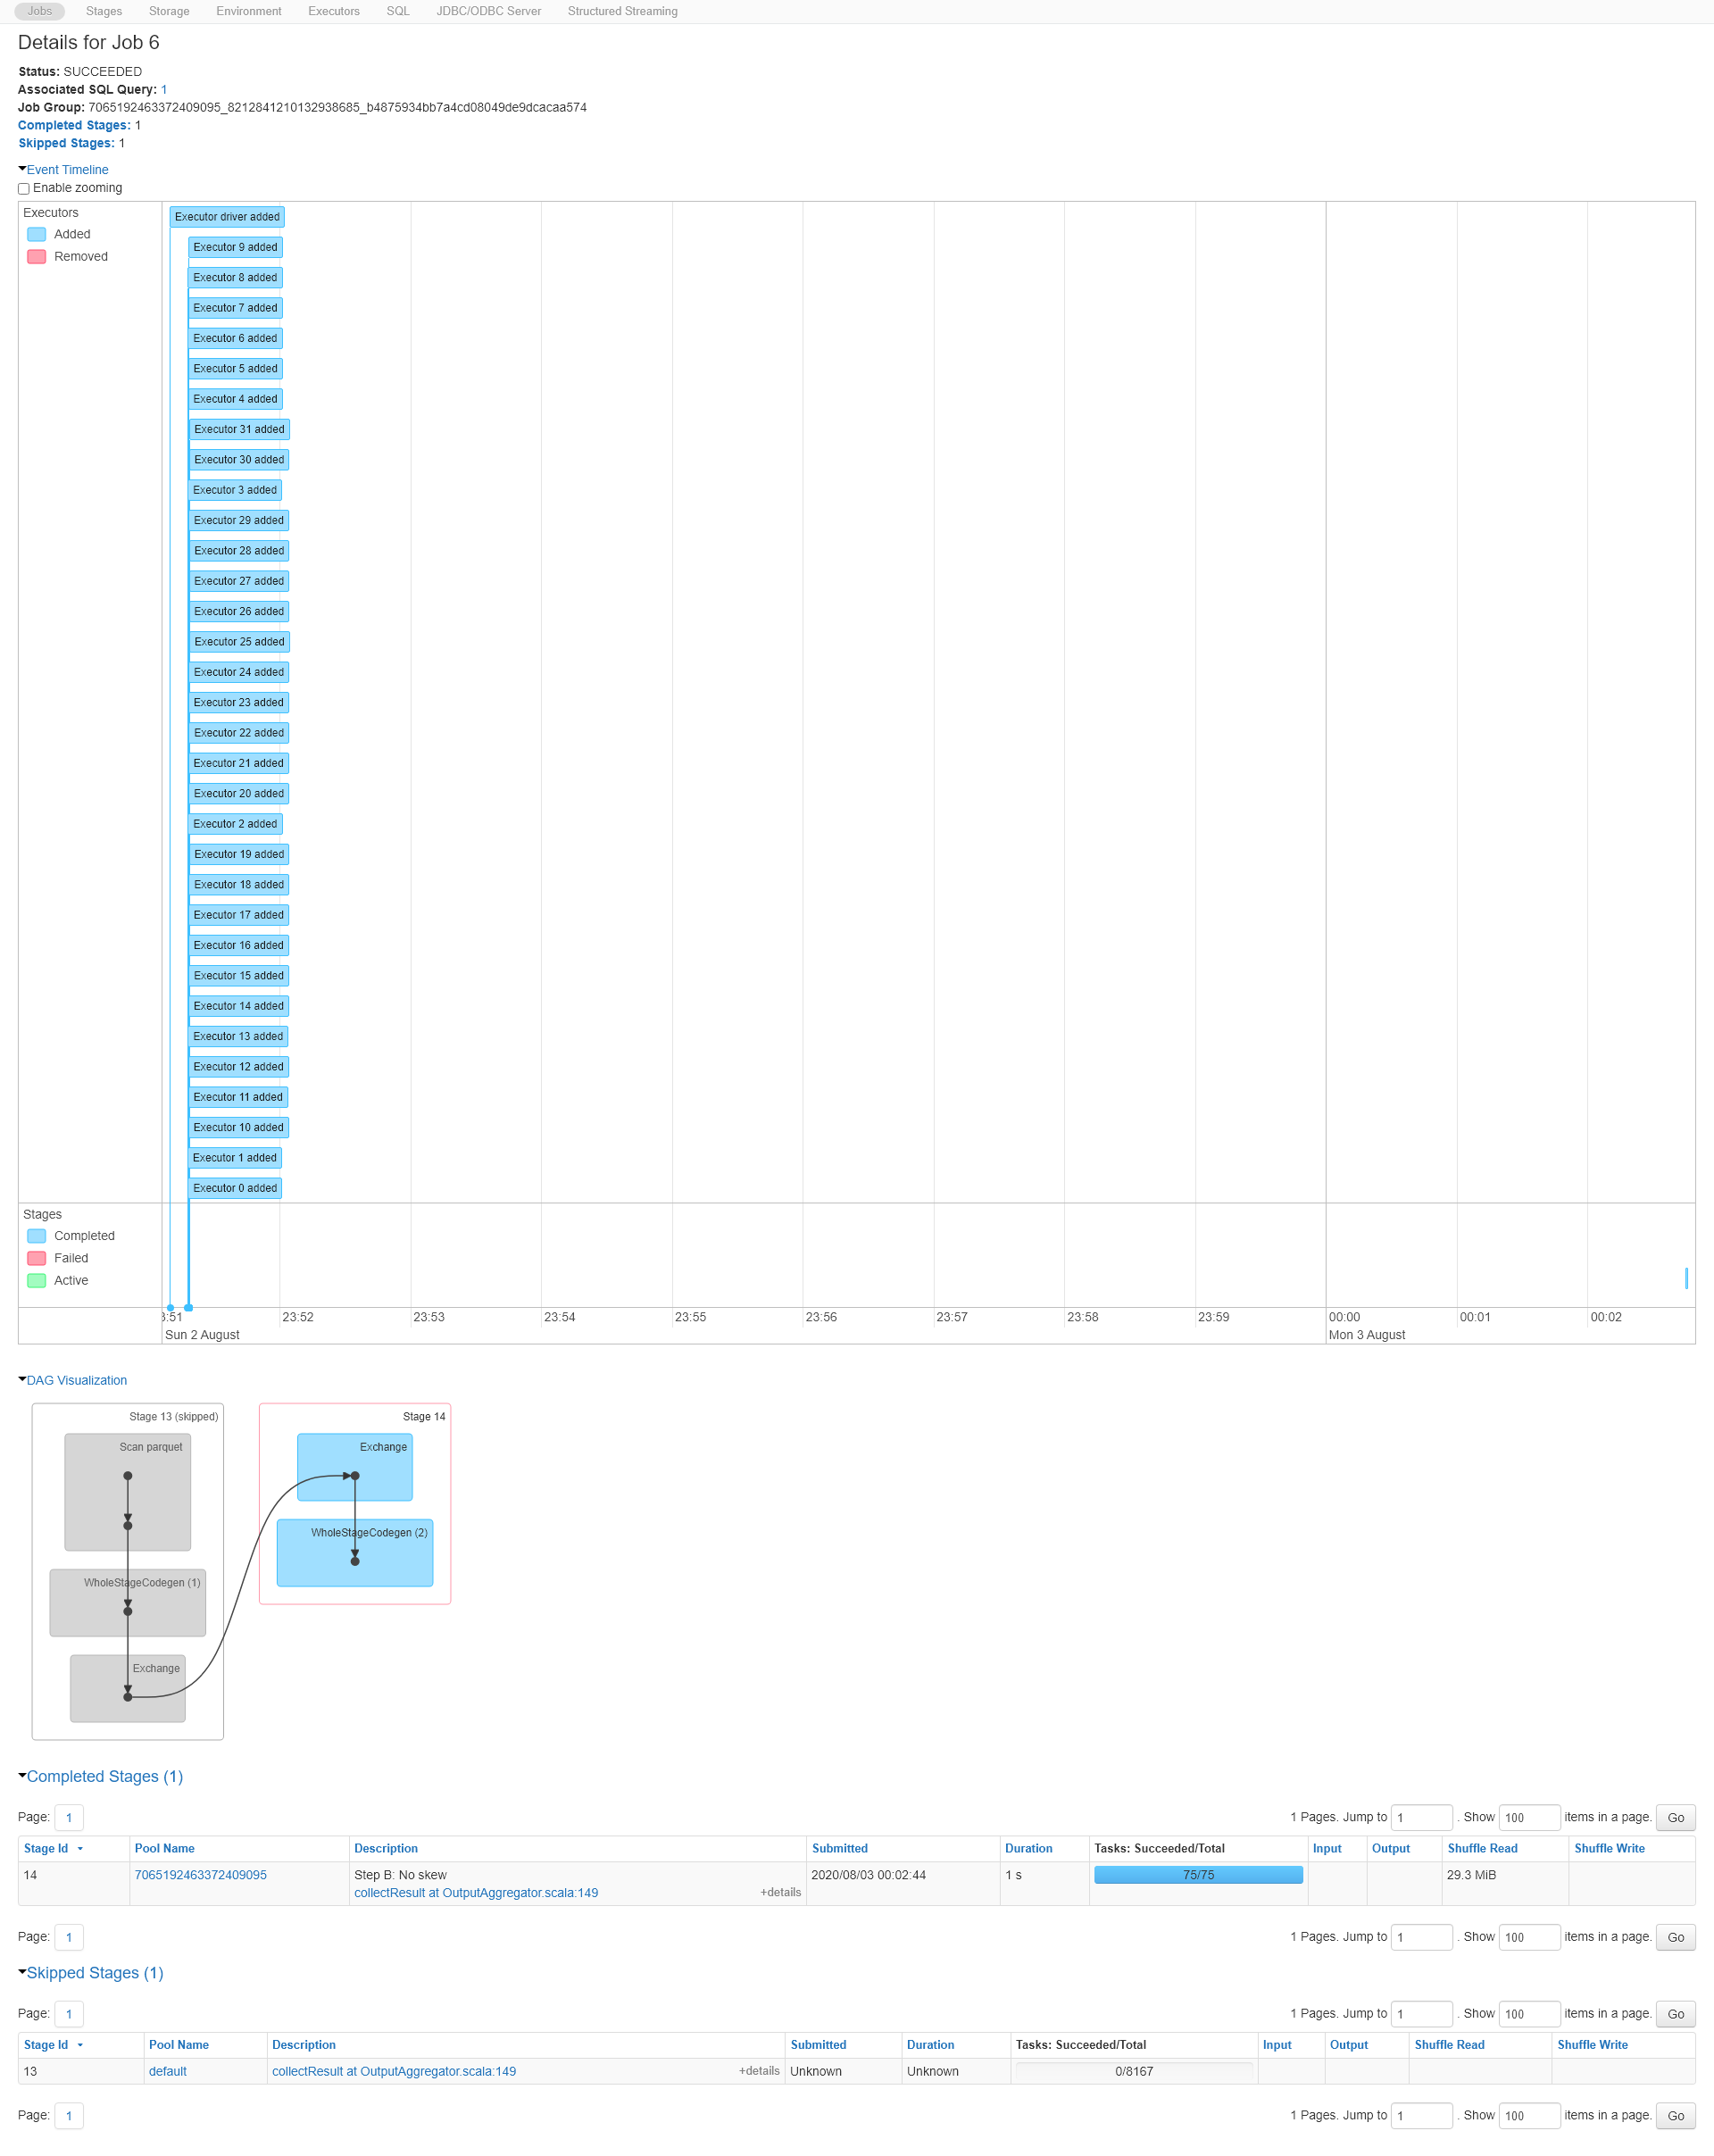 Jobs Stages Storage Environment Executors SQL JDBC/ODBC Server Structured Streaming
Details for Job 6
Status: SUCCEEDED
Associated SQL Query: 1
Job Group: 7065192463372409095_8212841210132938685_b4875934bb7a4cd08049de9dcacaa574
Completed Stages: 1
Skipped Stages: 1
Event Timeline
Enable zooming
Executors
Added
Removed
Executor driver added
Executor 9 added
Executor 8 added
Executor 7 added
Executor 6 added
Executor 5 added
Executor 4 added
Executor 31 added
Executor 30 added
Executor 3 added
Executor 29 added
Executor 28 added
Executor 27 added
Executor 26 added
Executor 25 added
Executor 24 added
Executor 23 added
Executor 22 added
Executor 21 added
Executor 20 added
Executor 2 added
Executor 19 added
Executor 18 added
Executor 17 added
Executor 16 added
Executor 15 added
Executor 14 added
Executor 13 added
Executor 12 added
Executor 11 added
Executor 10 added
Executor 1 added
Executor 0 added
Stages
Completed
Failed
Active
3:51 23:52 23:53 23:54 23:55 23:56 23:57 23:58 23:59 00:00 00:01 00:02
Sun 2 August Mon 3 August
DAG Visualization
Stage 13 (skipped)
Scan parquet
WholeStageCodegen (1)
Exchange
Stage 14
Exchange
WholeStageCodegen (2)
Completed Stages (1)
Page: 1 1 Pages. Jump to 1 . Show 100 items in a page. Go
Stage Id Pool Name Description Submitted Duration Tasks: Succeeded/Total Input Output Shuffle Read Shuffle Write
14 7065192463372409095 Step B: No skew 2020/08/03 00:02:44 1 s 75/75 29.3 MiB
collectResult at OutputAggregator.scala:149 +details
Page: 1 1 Pages. Jump to 1 . Show 100 items in a page. Go
Skipped Stages (1)
Page: 1 1 Pages. Jump to 1 . Show 100 items in a page. Go
Stage Id Pool Name Description Submitted Duration Tasks: Succeeded/Total Input Output Shuffle Read Shuffle Write
13 default collectResult at OutputAggregator.scala:149 +details Unknown Unknown 0/8167
Page: 1 1 Pages. Jump to 1 . Show 100 items in a page. Go